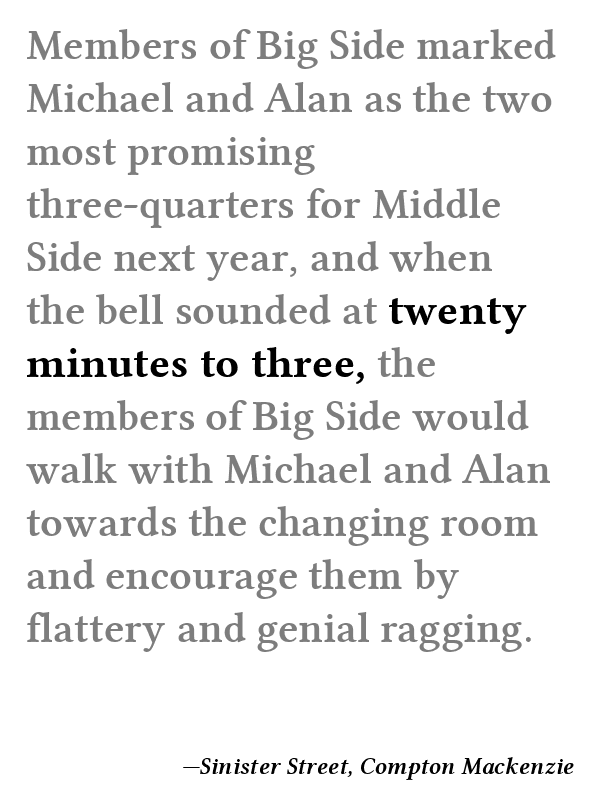 Members of Big Side marked
Michael and Alan as the two
most promising
three-quarters for Middle
Side next year, and when
the bell sounded at twenty
minutes to three, the
members of Big Side would
walk with Michael and Alan
towards the changing room
and encourage them by
flattery and genial ragging.
—Sinister Street, Compton Mackenzie